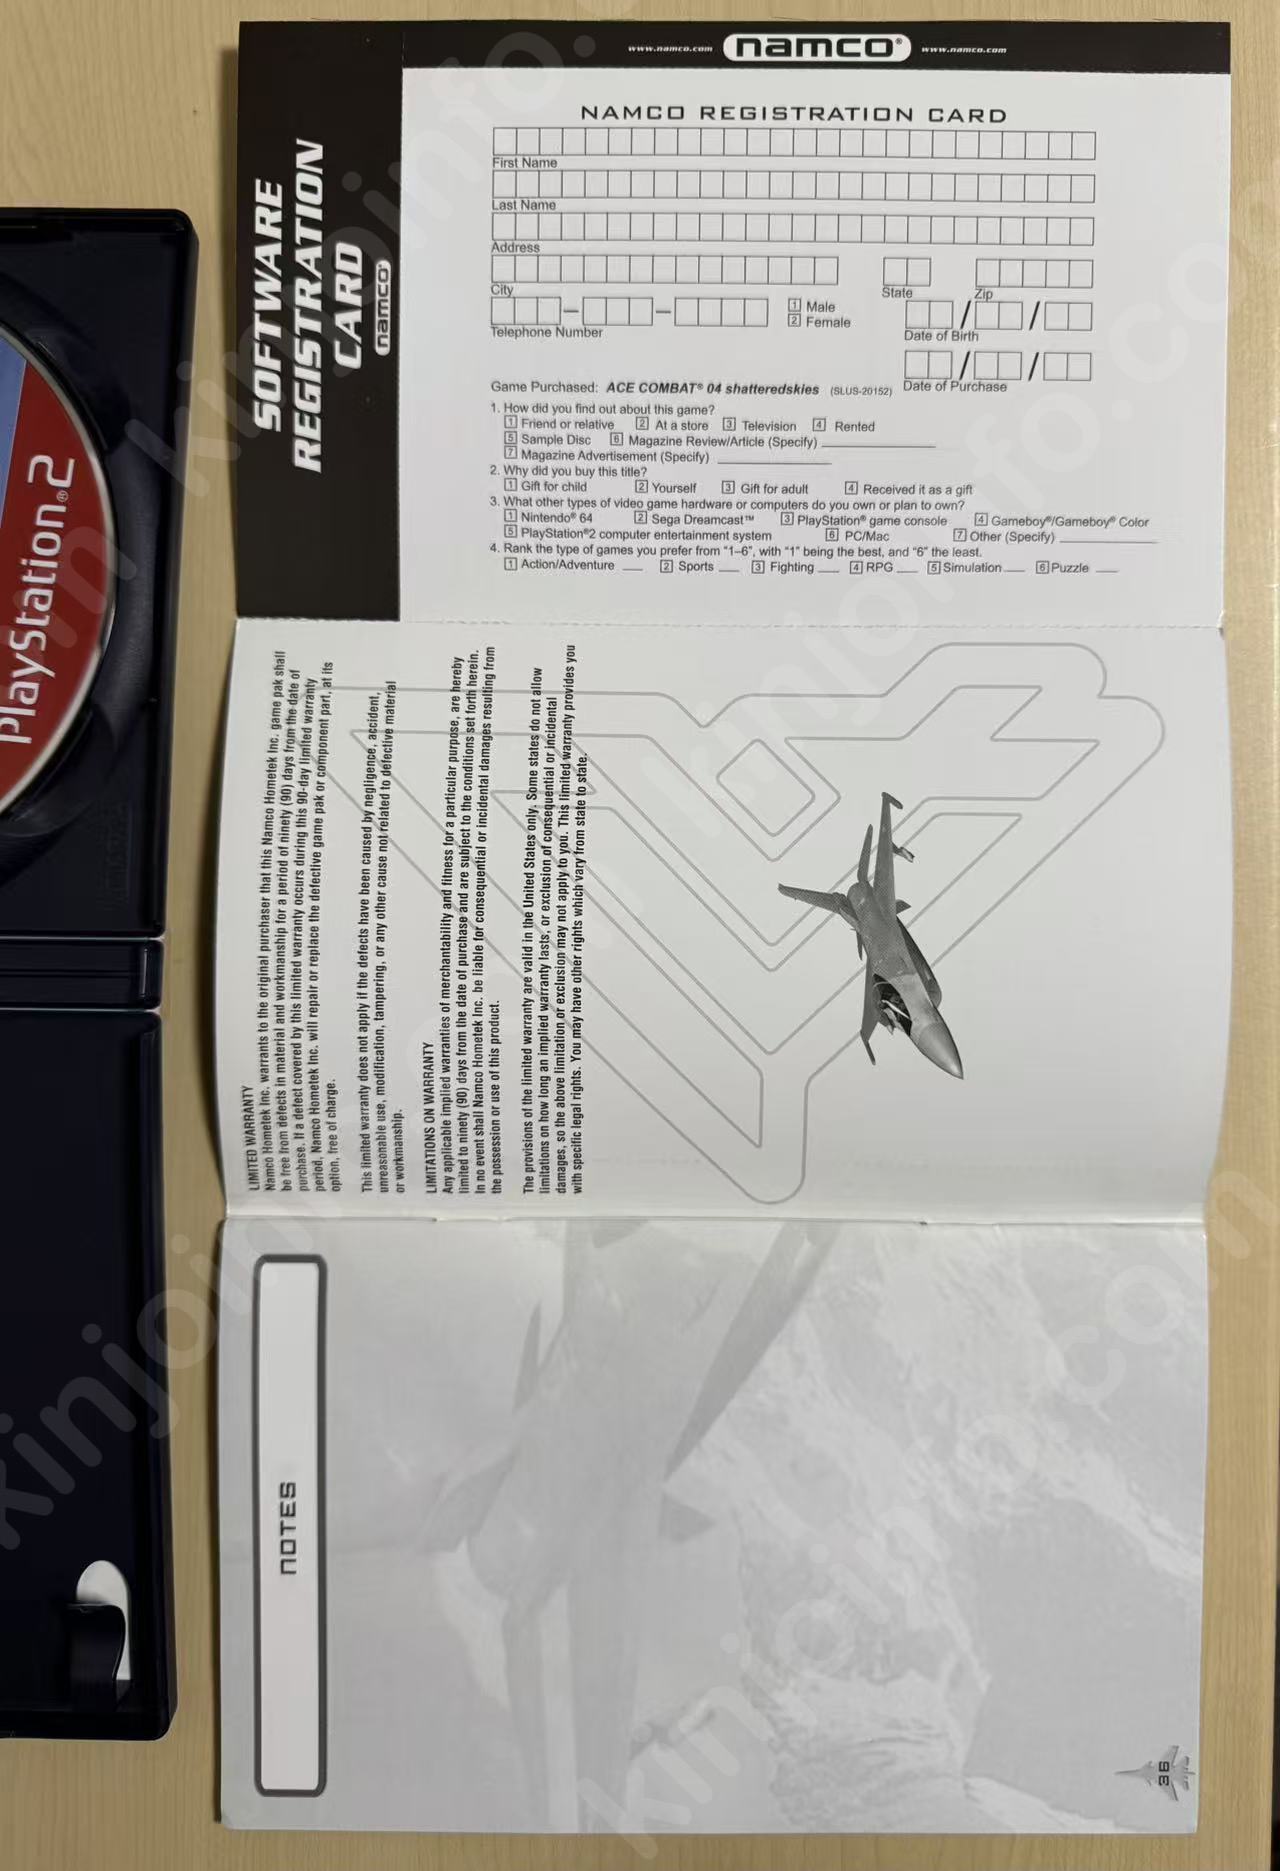 www.namco.com namco® www.namco.com
SOFTWARE
REGISTRATION
CARD
namco®
NAMCO REGISTRATION CARD
First Name
Last Name
Address
City State Zip
— — 1 Male / /
2 Female
Telephone Number Date of Birth
/ /
Game Purchased: ACE COMBAT® 04 shatteredskies (SLUS-20152) Date of Purchase
1. How did you find out about this game?
1 Friend or relative 2 At a store 3 Television 4 Rented
5 Sample Disc 6 Magazine Review/Article (Specify)
7 Magazine Advertisement (Specify)
2. Why did you buy this title?
1 Gift for child 2 Yourself 3 Gift for adult 4 Received it as a gift
3. What other types of video game hardware or computers do you own or plan to own?
1 Nintendo® 64 2 Sega Dreamcast™ 3 PlayStation® game console 4 Gameboy®/Gameboy® Color
5 PlayStation®2 computer entertainment system 6 PC/Mac 7 Other (Specify)
4. Rank the type of games you prefer from “1–6”, with “1” being the best, and “6” the least.
1 Action/Adventure 2 Sports 3 Fighting 4 RPG 5 Simulation 6 Puzzle
PlayStation®2
LIMITED WARRANTY
Namco Hometek Inc. warrants to the original purchaser that this Namco Hometek Inc. game pak shall
be free from defects in material and workmanship for a period of ninety (90) days from the date of
purchase. If a defect covered by this limited warranty occurs during this 90-day limited warranty
period, Namco Hometek Inc. will repair or replace the defective game pak or component part, at its
option, free of charge.
This limited warranty does not apply if the defects have been caused by negligence, accident,
unreasonable use, modification, tampering, or any other cause not related to defective material
or workmanship.
LIMITATIONS ON WARRANTY
Any applicable implied warranties of merchantability and fitness for a particular purpose, are hereby
limited to ninety (90) days from the date of purchase and are subject to the conditions set forth herein.
In no event shall Namco Hometek Inc. be liable for consequential or incidental damages resulting from
the possession or use of this product.
The provisions of the limited warranty are valid in the United States only. Some states do not allow
limitations on how long an implied warranty lasts, or exclusion of consequential or incidental
damages, so the above limitation or exclusion may not apply to you. This limited warranty provides you
with specific legal rights. You may have other rights which vary from state to state.
NOTES
36
kinjoinfo.com
kinjoinfo.com
kinjoinfo.com
kinjoinfo.com